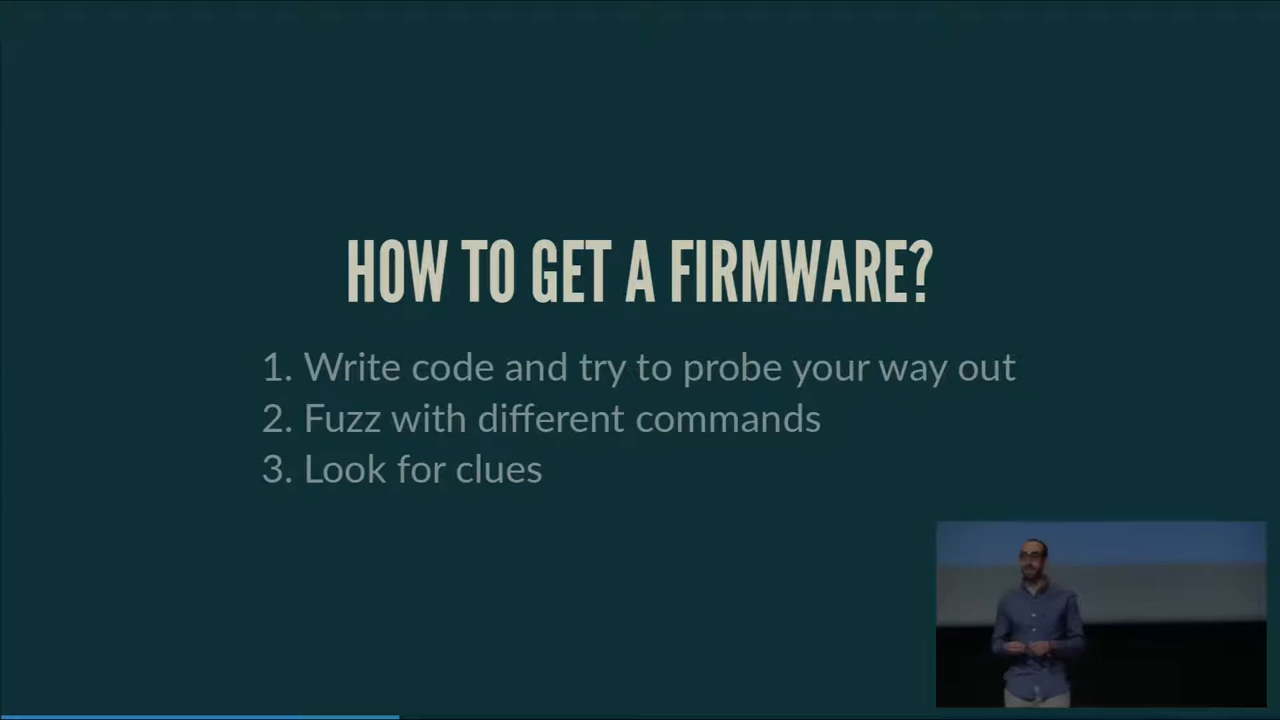 HOW TO GET A FIRMWARE?
1. Write code and try to probe your way out
2. Fuzz with different commands
3. Look for clues